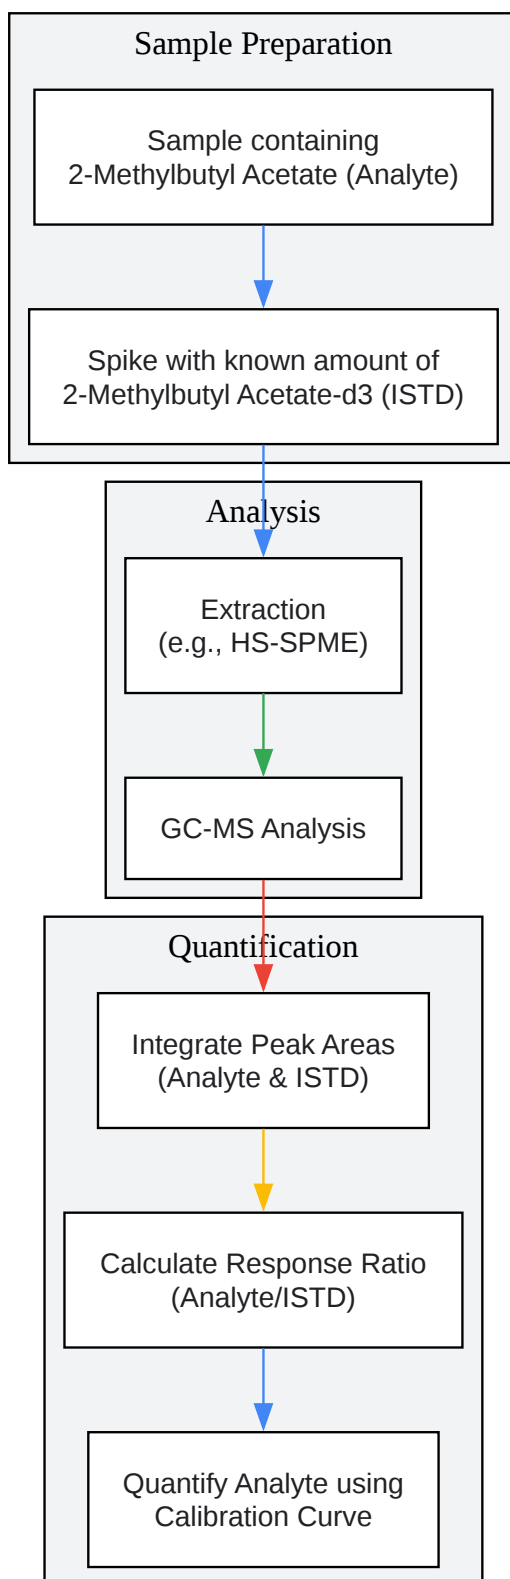 Sample Preparation
Sample containing
2-Methylbutyl Acetate (Analyte)
Spike with known amount of
2-Methylbutyl Acetate-d3 (ISTD)
Analysis
Extraction
(e.g., HS-SPME)
GC-MS Analysis
Quantification
Integrate Peak Areas
(Analyte & ISTD)
Calculate Response Ratio
(Analyte/ISTD)
Quantify Analyte using
Calibration Curve